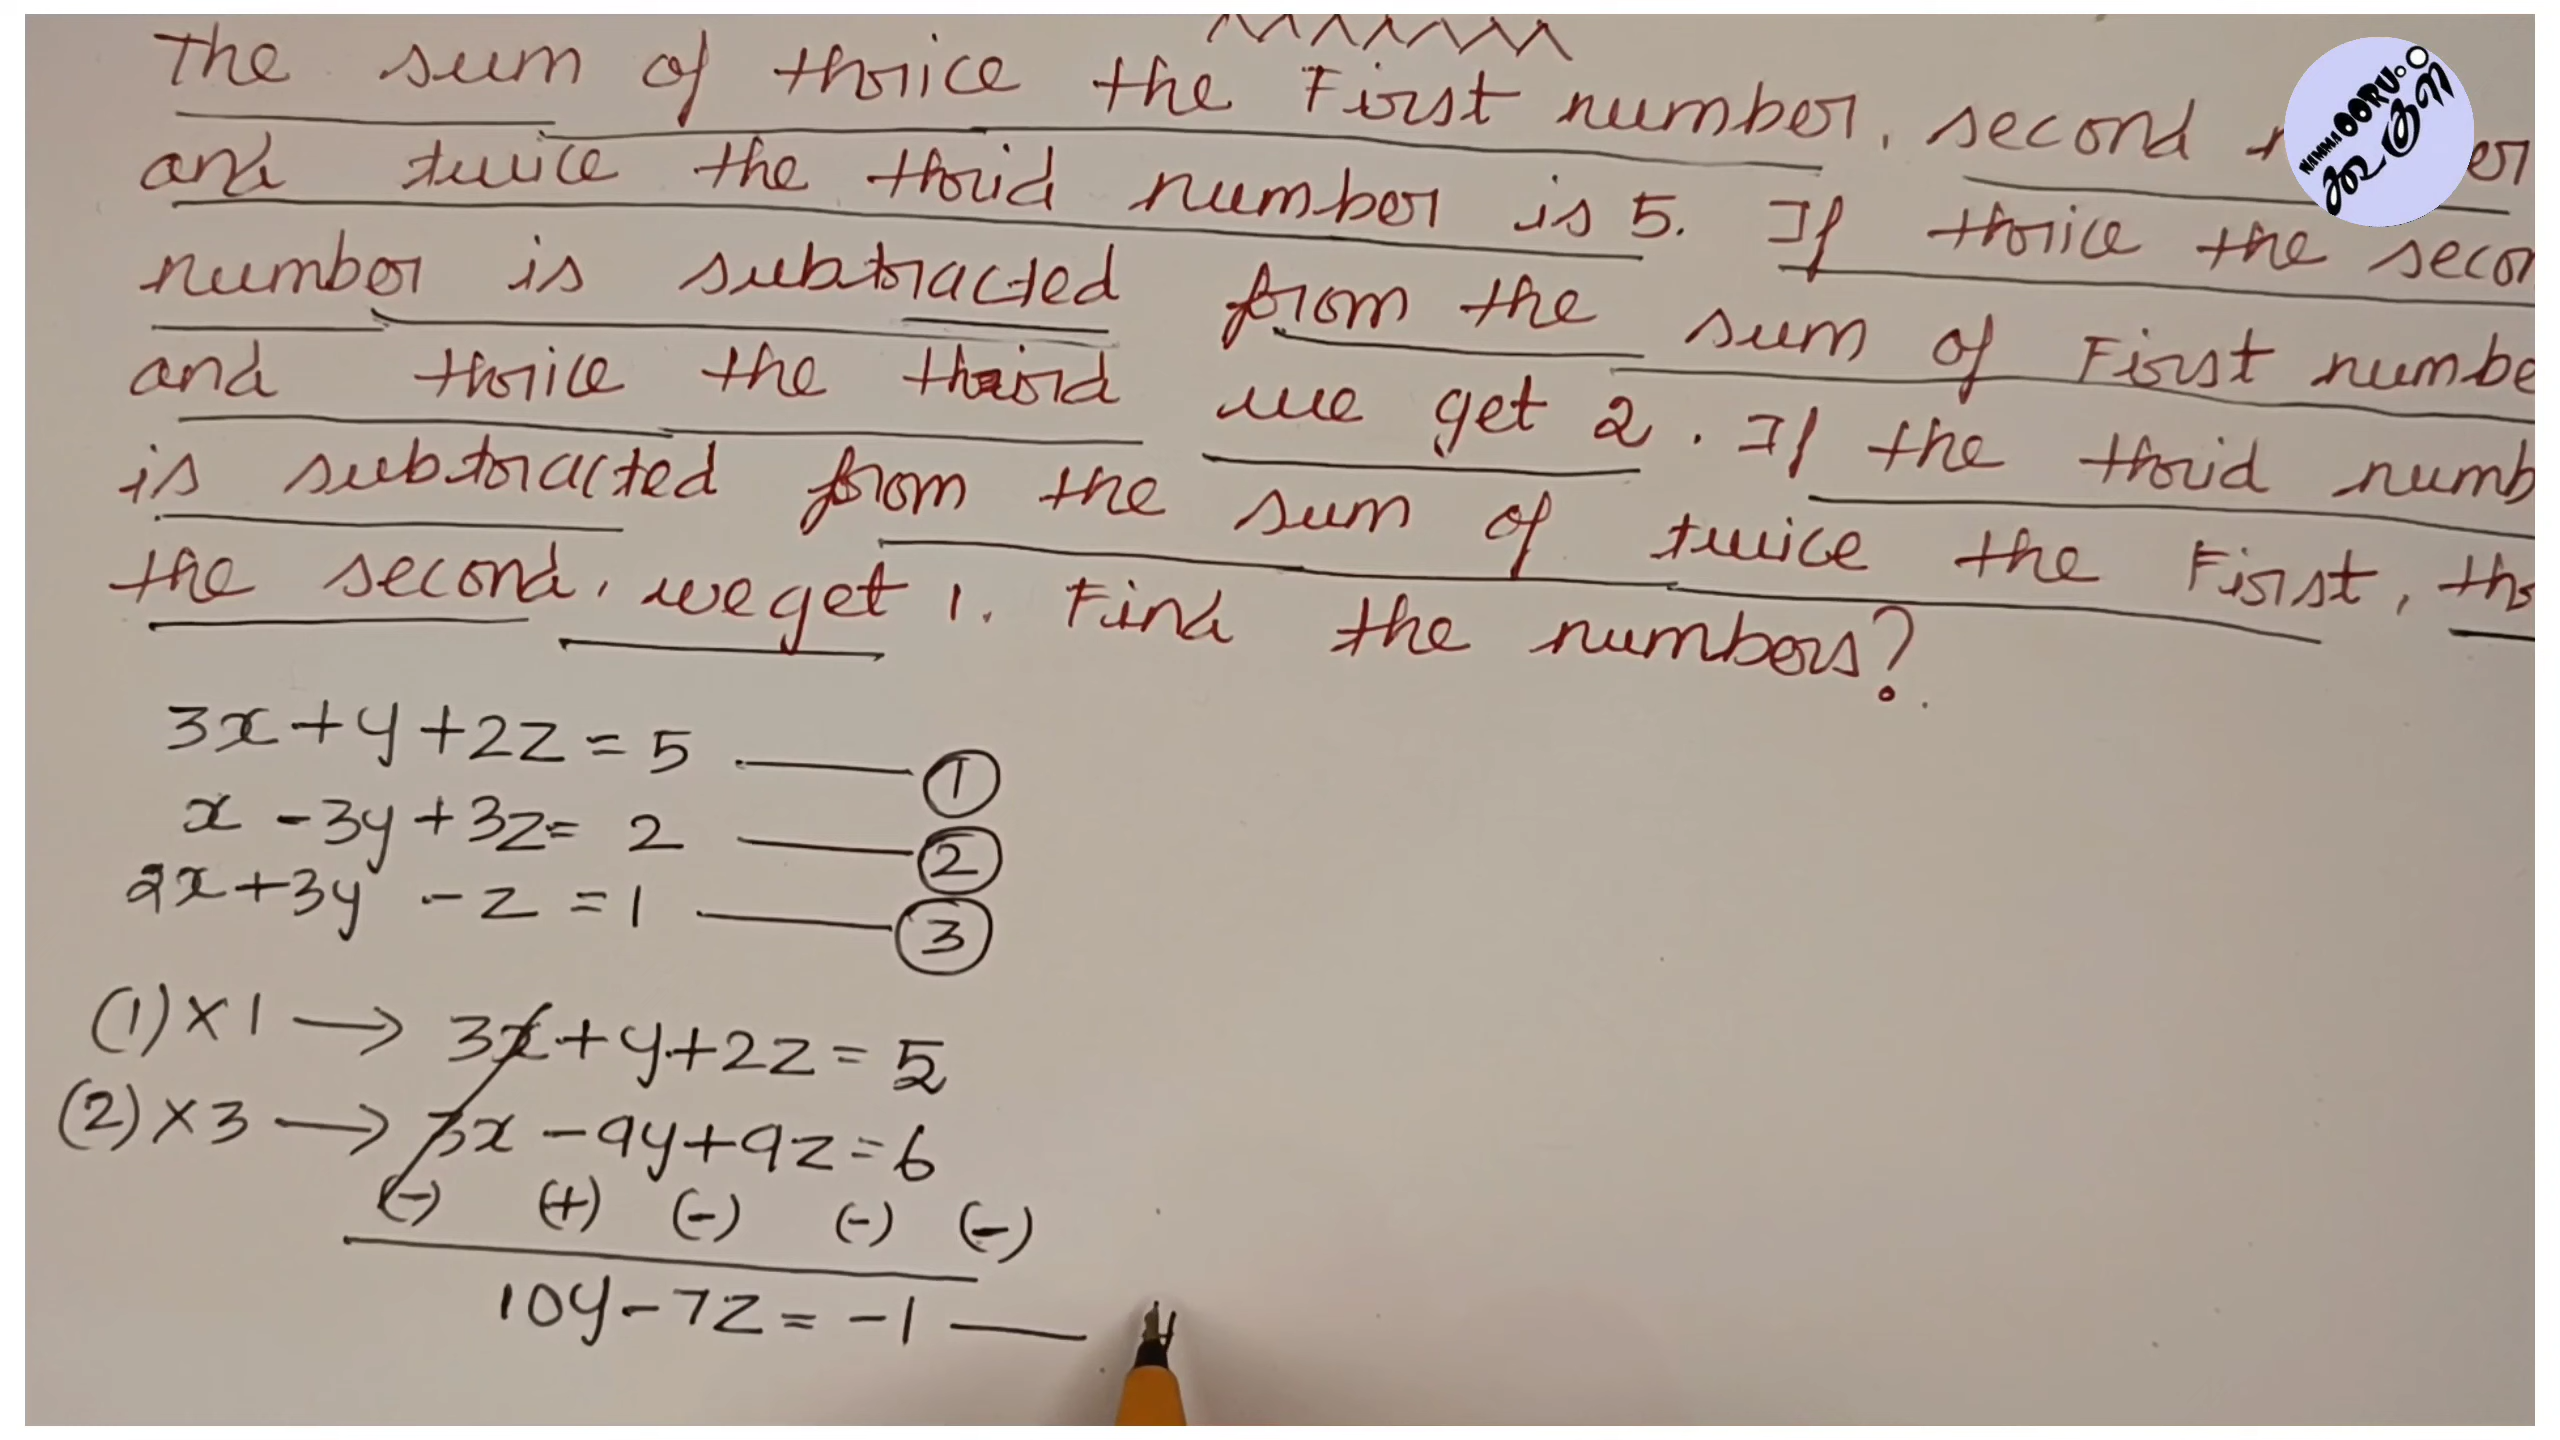 The sum of thrice the First number, second
and twice the third number is 5. If thrice the secon
number is subtracted from the sum of First numbe
and thrice the third we get 2. If the third numb
is subtracted from the sum of twice the First, th
the second, we get 1. Find the numbers?
3x+y+2z=5 — 1
x-3y+3z=2 — 2
2x+3y-z=1 — 3
(1)×1 → 3x+y+2z=5
(2)×3 → 3x-9y+9z=6
(-) (+) (-) (-) (-)
10y-7z=-1 —
NAMMA OORU